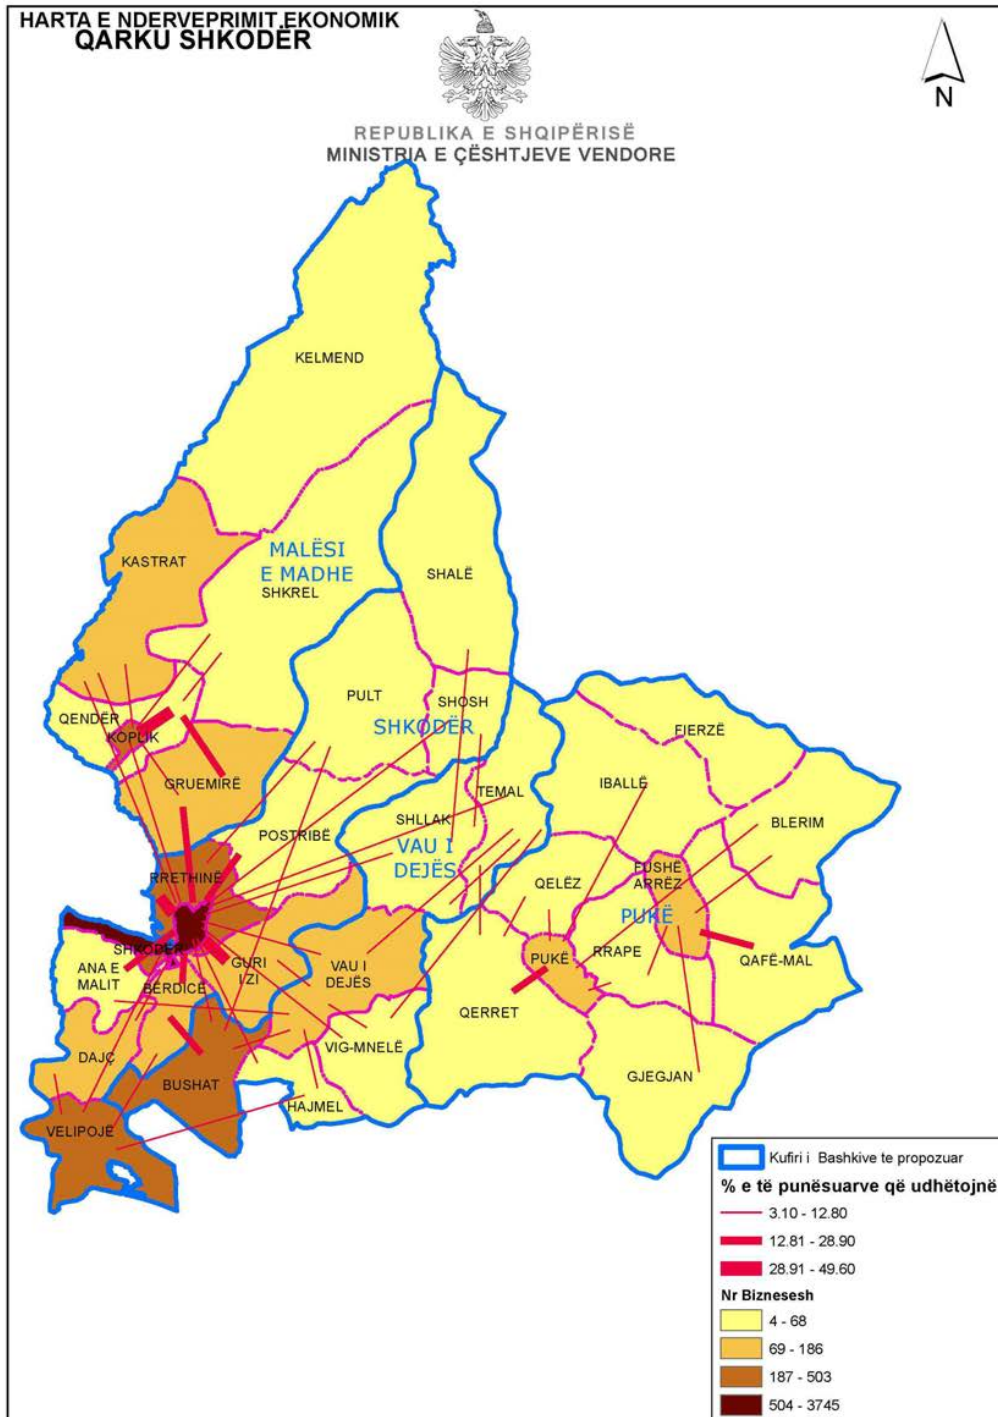 HARTA E NDERVEPRIMIT EKONOMIK
QARKU SHKODËR
N
REPUBLIKA E SHQIPËRISË
MINISTRIA E ÇËSHTJEVE VENDORE
KELMEND
KASTRAT
MALËSI
E MADHE
SHKREL
SHALË
QENDËR
KOPLIK
PULT
SHOSH
SHKODËR
FIERZË
GRUEMIRË
IBALLË
TEMAL
SHLLAK
POSTRIBË
BLERIM
VAU I
DEJËS
RRETHINË
QELËZ
FUSHË
ARRËZ
PUKË
SHKODËR
ANA E
MALIT
BËRDICË
GURI
I ZI
VAU I
DEJËS
PUKË
RRAPE
QAFË-MAL
QERRET
DAJÇ
VIG-MNELË
BUSHAT
GJEGJAN
HAJMEL
VELIPOJË
Kufiri i Bashkive te propozuar
% e të punësuarve që udhëtojnë
3.10 - 12.80
12.81 - 28.90
28.91 - 49.60
Nr Biznesesh
4 - 68
69 - 186
187 - 503
504 - 3745